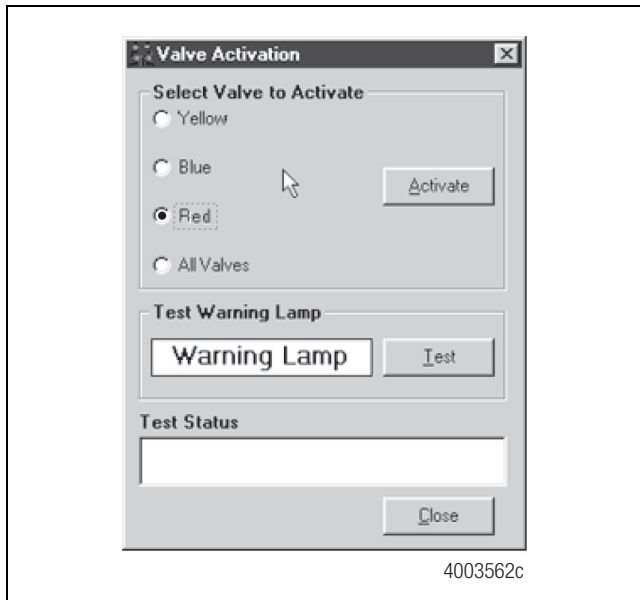 Valve Activation
Select Valve to Activate
Yellow
Blue
Activate
Red
All Valves
Test Warning Lamp
Warning Lamp
Test
Test Status
Close
4003562c